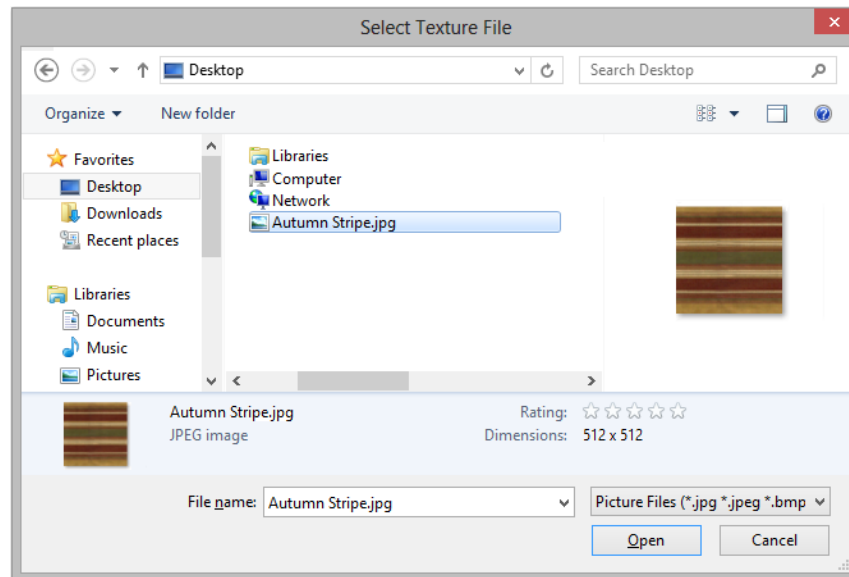 Select Texture File
Desktop
Search Desktop
Organize
New folder
Favorites
Desktop
Downloads
Recent places
Libraries
Documents
Music
Pictures
Libraries
Computer
Network
Autumn Stripe.jpg
Autumn Stripe.jpg
JPEG image
Rating:
Dimensions: 512 x 512
File name: Autumn Stripe.jpg
Picture Files (*.jpg *.jpeg *.bmp
Open
Cancel